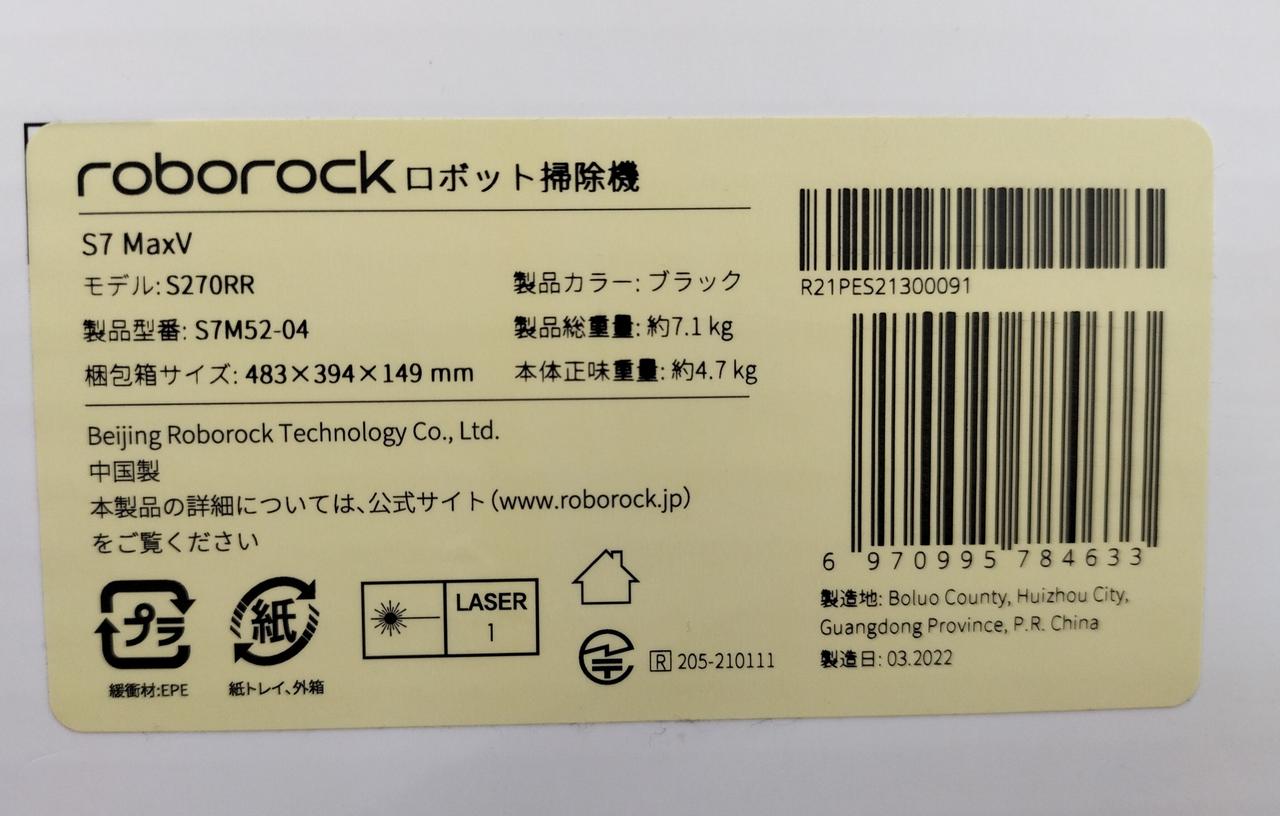 roborock ロボット掃除機
S7 MaxV
モデル: S270RR
製品カラー: ブラック
製品型番: S7M52-04
製品総重量: 約7.1 kg
梱包箱サイズ: 483×394×149 mm
本体正味重量: 約4.7 kg
Beijing Roborock Technology Co., Ltd.
中国製
本製品の詳細については、公式サイト(www.roborock.jp)
をご覧ください
プラ
緩衝材:EPE
紙
紙トレイ、外箱
LASER
1
R 205-210111
R21PES21300091
6 970995 784633
製造地: Boluo County, Huizhou City,
Guangdong Province, P.R. China
製造日: 03.2022